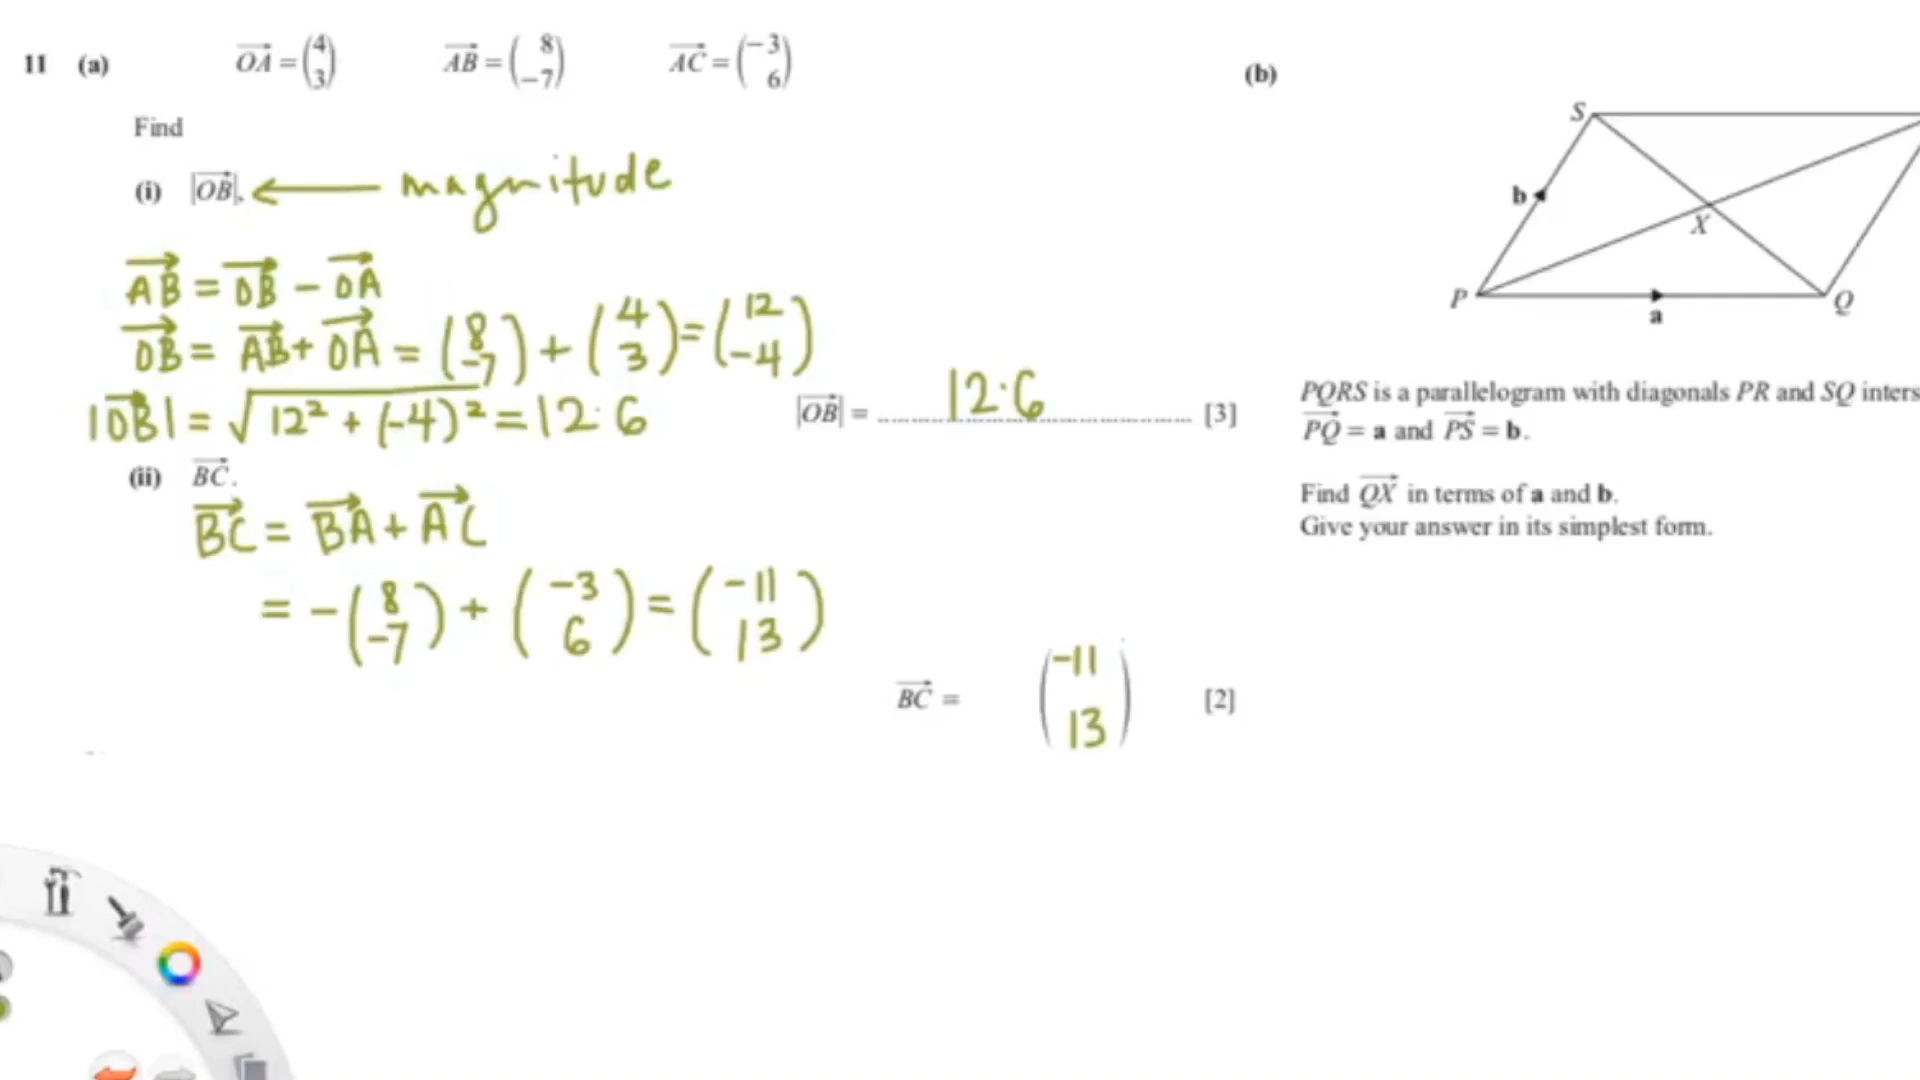 11 (a) OA = (4 3) AB = (8 -7) AC = (-3 6)
Find
(i) |OB|. ← magnitude
AB = OB - OA
OB = AB + OA = (8 -7) + (4 3) = (12 -4)
|OB| = √12² + (-4)² = 12.6
|OB| = 12.6 [3]
(ii) BC.
BC = BA + AC
= -(8 -7) + (-3 6) = (-11 13)
BC = (-11 13) [2]
(b)
S
b
X
P
Q
a
PQRS is a parallelogram with diagonals PR and SQ inters
PQ = a and PS = b.
Find QX in terms of a and b.
Give your answer in its simplest form.